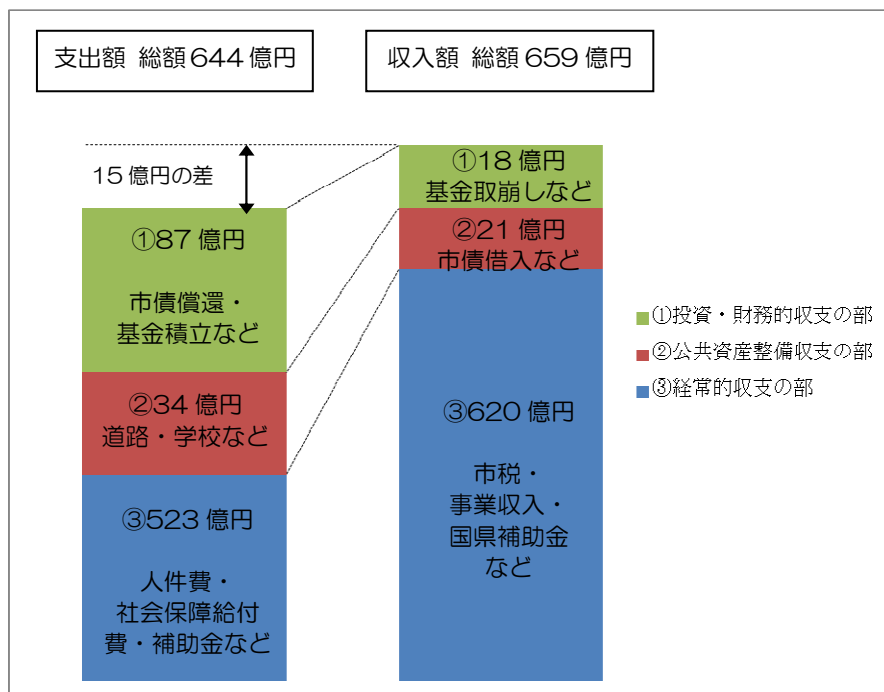 支出額 総額644億円
収入額 総額659億円
15億円の差
①87億円
市債償還・
基金積立など
②34億円
道路・学校など
③523億円
人件費・
社会保障給付
費・補助金など
①18億円
基金取崩しなど
②21億円
市債借入など
③620億円
市税・
事業収入・
国県補助金
など
①投資・財務的収支の部
②公共資産整備収支の部
③経常的収支の部